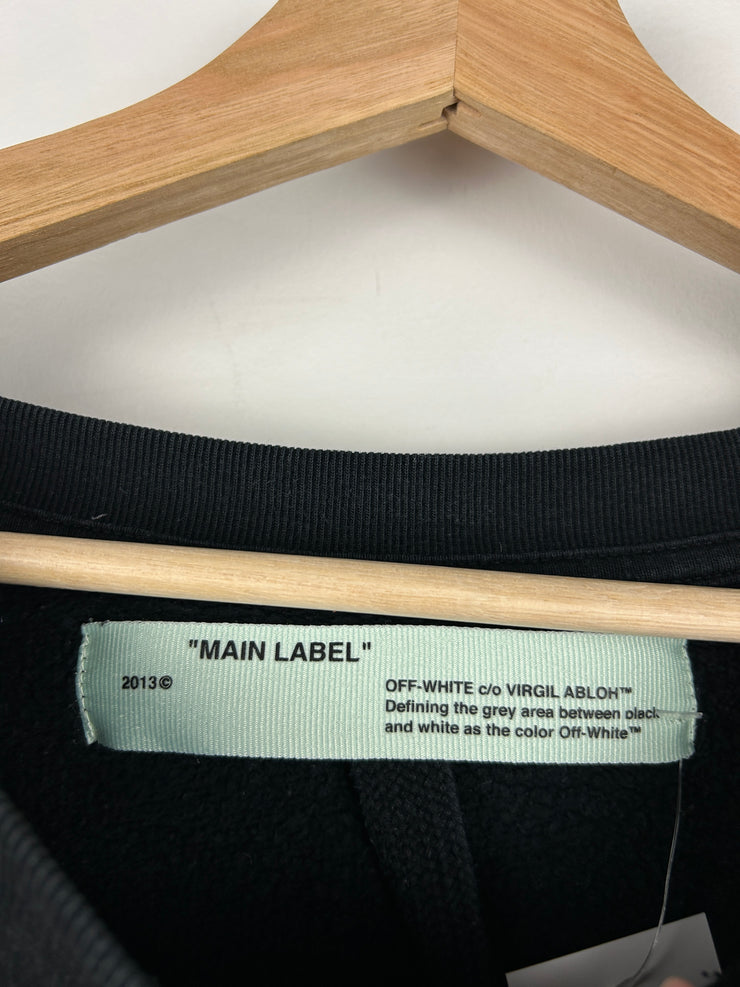 "MAIN LABEL"
2013©
OFF-WHITE c/o VIRGIL ABLOH™
Defining the grey area between black
and white as the color Off-White™